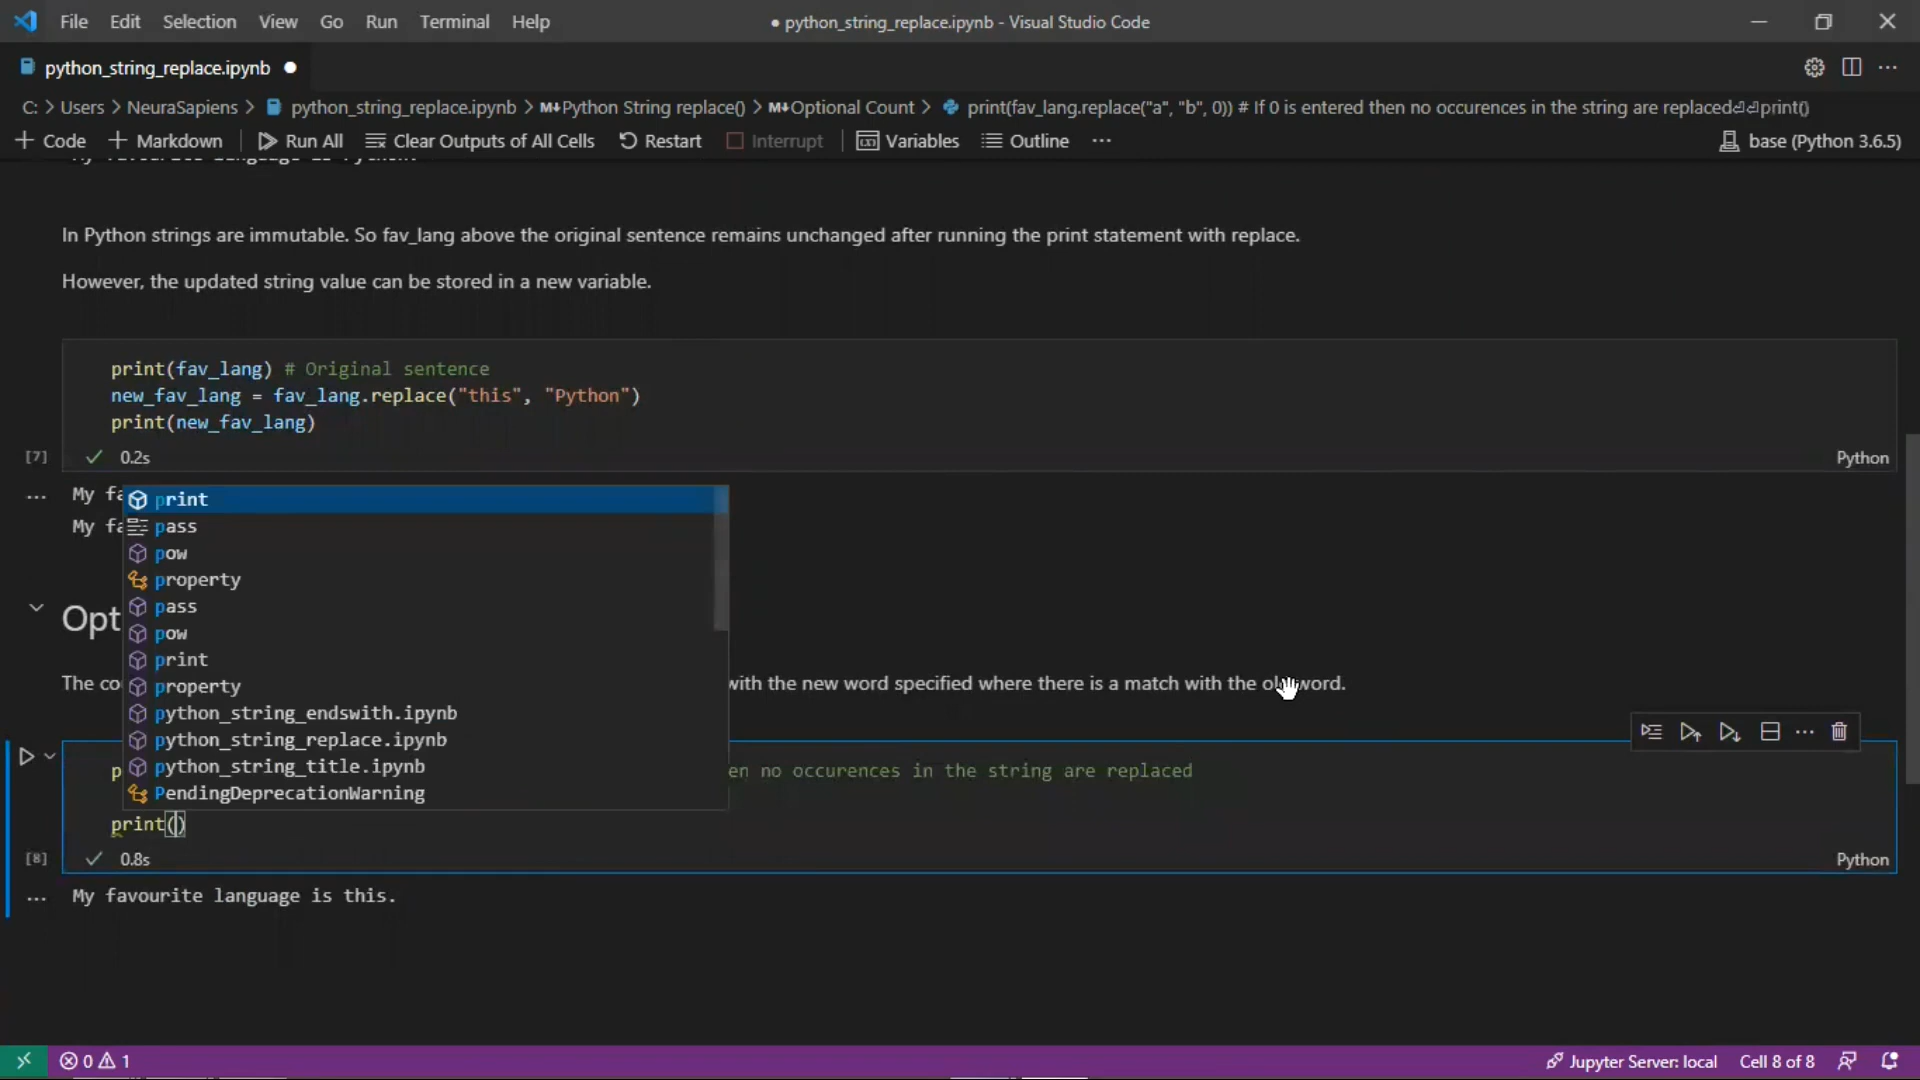 File Edit Selection View Go Run Terminal Help
● python_string_replace.ipynb - Visual Studio Code
python_string_replace.ipynb ●
C: > Users > NeuraSapiens > python_string_replace.ipynb > M↓Python String replace() > M↓Optional Count > print(fav_lang.replace("a", "b", 0)) # If 0 is entered then no occurences in the string are replaced⏎⏎print()
+ Code + Markdown Run All Clear Outputs of All Cells Restart Interrupt Variables Outline ... base (Python 3.6.5)
In Python strings are immutable. So fav_lang above the original sentence remains unchanged after running the print statement with replace.
However, the updated string value can be stored in a new variable.
print(fav_lang) # Original sentence
new_fav_lang = fav_lang.replace("this", "Python")
print(new_fav_lang)
[7] 0.2s Python
... My fa
My fa
print
pass
pow
property
pass
pow
print
property
python_string_endswith.ipynb
python_string_replace.ipynb
python_string_title.ipynb
PendingDeprecationWarning
Opt
The co with the new word specified where there is a match with the word.
p en no occurences in the string are replaced
print()
[8] 0.8s Python
... My favourite language is this.
0 1 Jupyter Server: local Cell 8 of 8